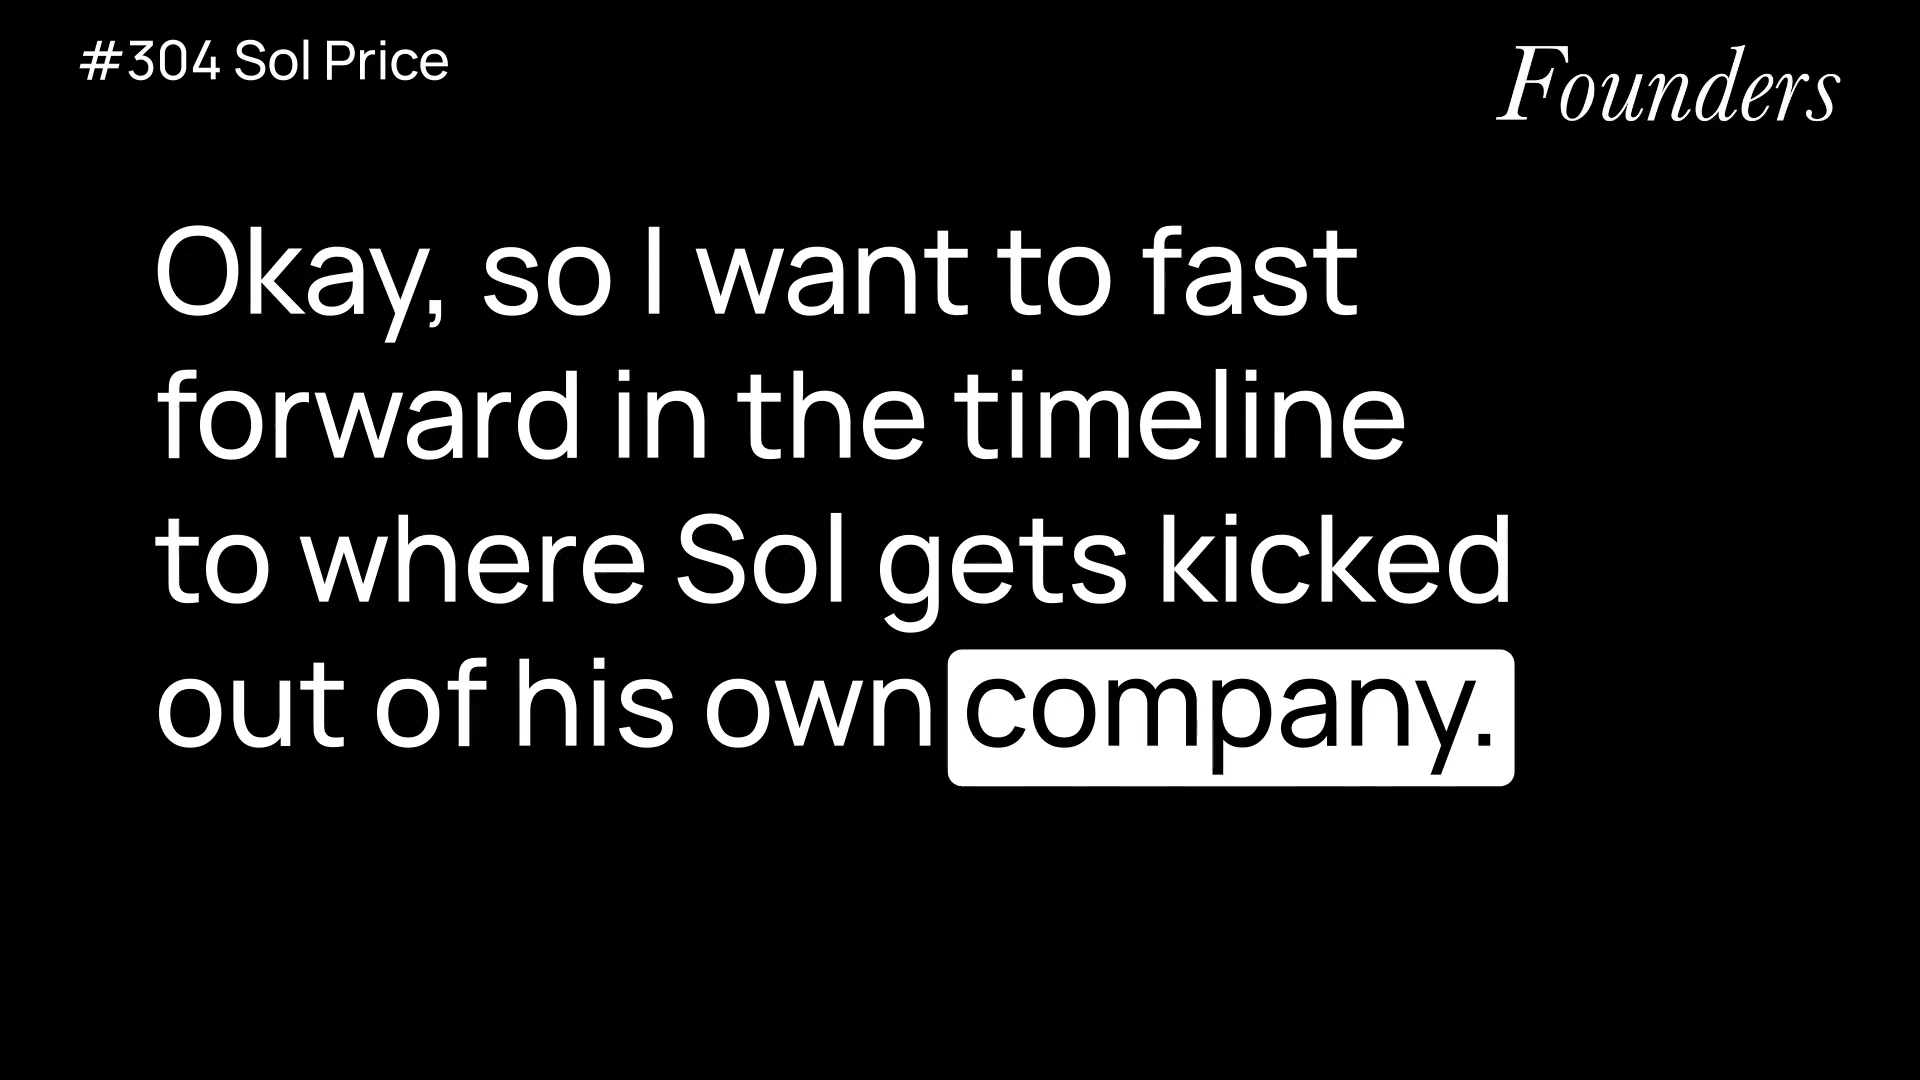 #304 Sol Price
Founders
Okay, so I want to fast
forward in the timeline
to where Sol gets kicked
out of his own company.